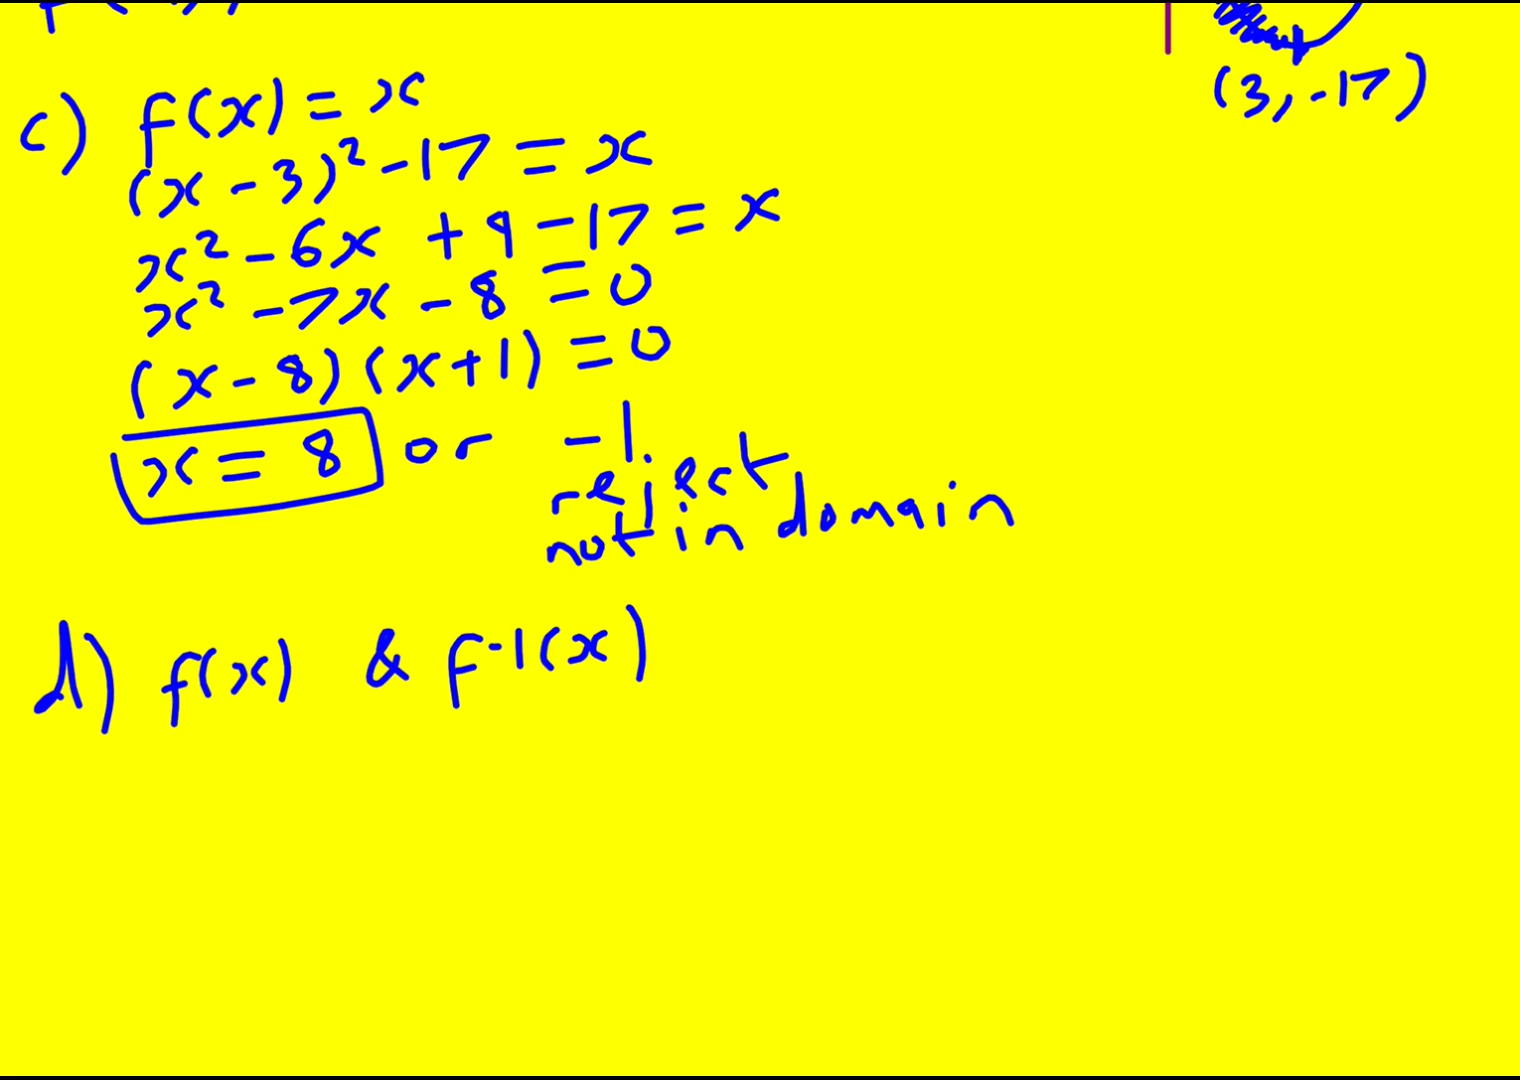 (3, -17)
c) f(x) = x
(x - 3)² - 17 = x
x² - 6x + 9 - 17 = x
x² - 7x - 8 = 0
(x - 8) (x + 1) = 0
x = 8 or -1.
reject
not in domain
d) f(x) & f-1(x)